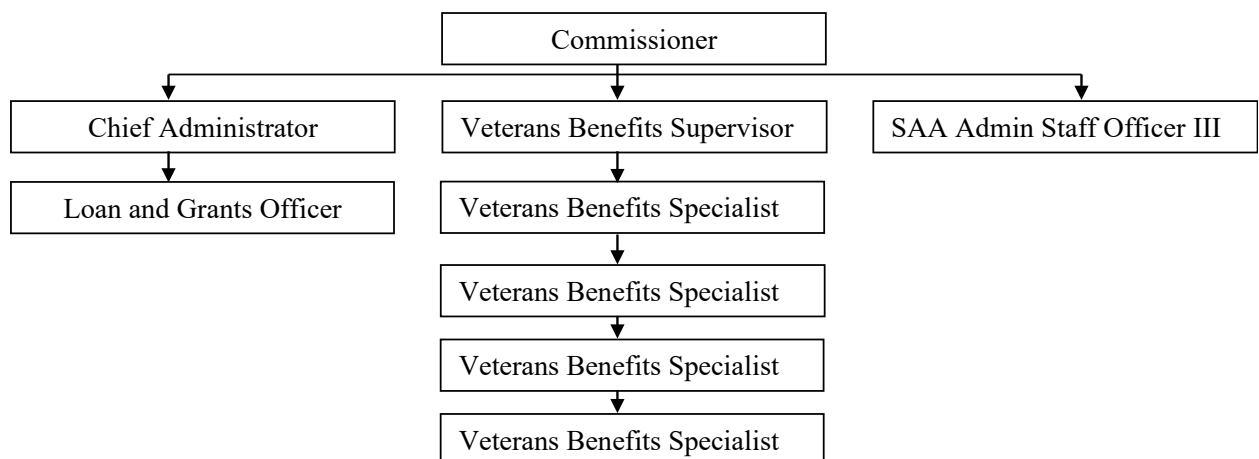 Commissioner
Chief Administrator
Veterans Benefits Supervisor
SAA Admin Staff Officer III
Loan and Grants Officer
Veterans Benefits Specialist
Veterans Benefits Specialist
Veterans Benefits Specialist
Veterans Benefits Specialist